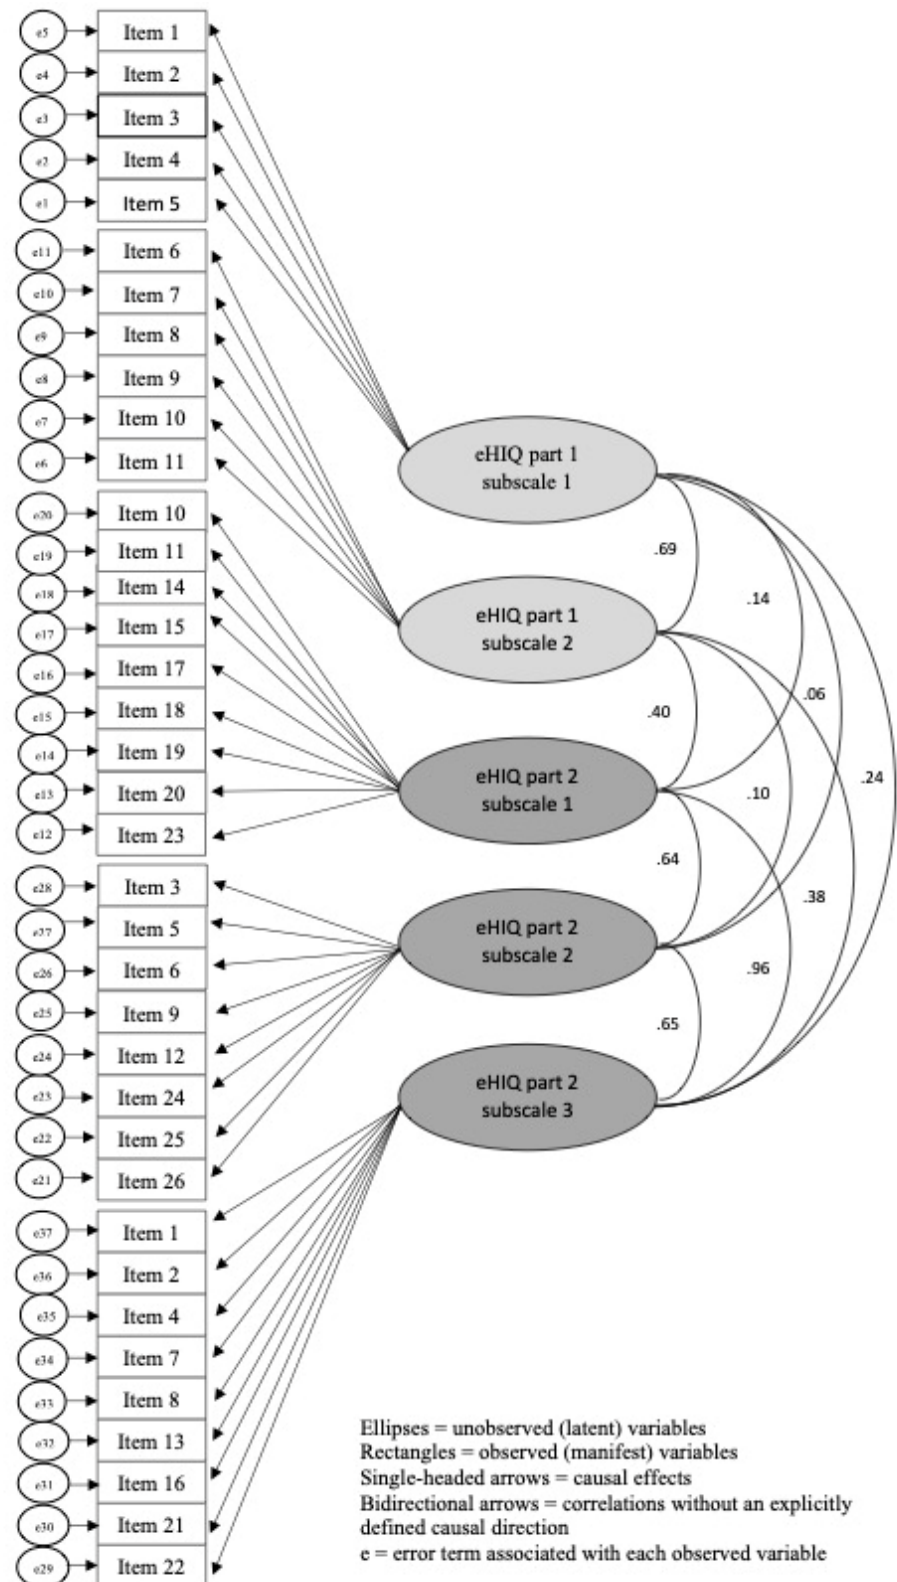 e5 Item 1
e4 Item 2
e3 Item 3
e2 Item 4
e1 Item 5
e11 Item 6
e10 Item 7
e9 Item 8
e8 Item 9
e7 Item 10
e6 Item 11
e20 Item 10
e19 Item 11
e18 Item 14
e17 Item 15
e16 Item 17
e15 Item 18
e14 Item 19
e13 Item 20
e12 Item 23
e28 Item 3
e27 Item 5
e26 Item 6
e25 Item 9
e24 Item 12
e23 Item 24
e22 Item 25
e21 Item 26
e37 Item 1
e36 Item 2
e35 Item 4
e34 Item 7
e33 Item 8
e32 Item 13
e31 Item 16
e30 Item 21
e29 Item 22
eHIQ part 1
subscale 1
eHIQ part 1
subscale 2
eHIQ part 2
subscale 1
eHIQ part 2
subscale 2
eHIQ part 2
subscale 3
.69
.14
.40
.06
.24
.10
.64
.38
.96
.65
Ellipses = unobserved (latent) variables
Rectangles = observed (manifest) variables
Single-headed arrows = causal effects
Bidirectional arrows = correlations without an explicitly
defined causal direction
e = error term associated with each observed variable